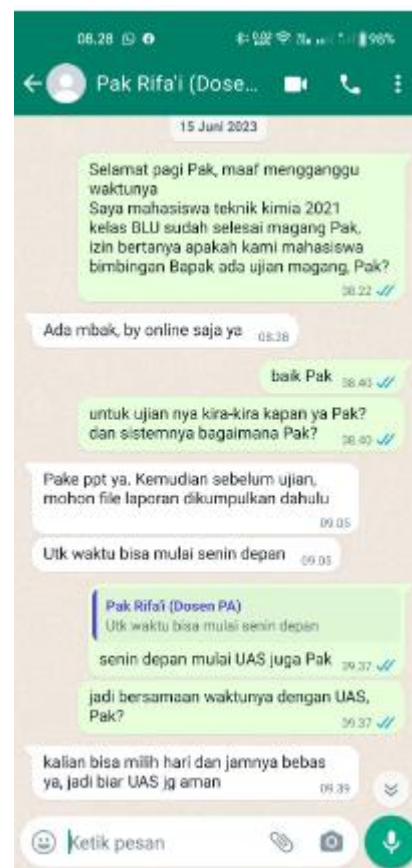 08.28
98%
Pak Rifa'i (Dose...
15 Juni 2023
Selamat pagi Pak, maaf mengganggu
waktunya
Saya mahasiswa teknik kimia 2021
kelas BLU sudah selesai magang Pak,
izin bertanya apakah kami mahasiswa
bimbingan Bapak ada ujian magang, Pak?
08.22
Ada mbak, by online saja ya 08.38
baik Pak 08.40
untuk ujian nya kira-kira kapan ya Pak?
dan sistemnya bagaimana Pak? 08.40
Pake ppt ya. Kemudian sebelum ujian,
mohon file laporan dikumpulkan dahulu
09.05
Utk waktu bisa mulai senin depan 09.05
Pak Rifa'i (Dosen PA)
Utk waktu bisa mulai senin depan
senin depan mulai UAS juga Pak 09.37
jadi bersamaan waktunya dengan UAS,
Pak? 09.37
kalian bisa milih hari dan jamnya bebas
ya, jadi biar UAS jg aman 09.39
Ketik pesan